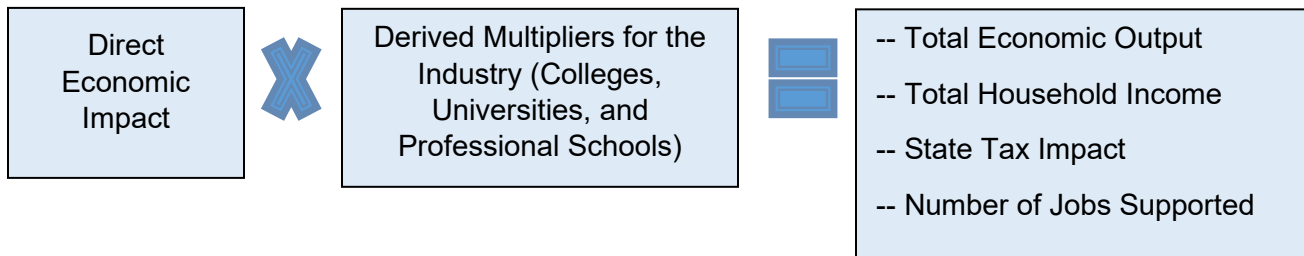 Direct
Economic
Impact
Derived Multipliers for the
Industry (Colleges,
Universities, and
Professional Schools)
-- Total Economic Output
-- Total Household Income
-- State Tax Impact
-- Number of Jobs Supported